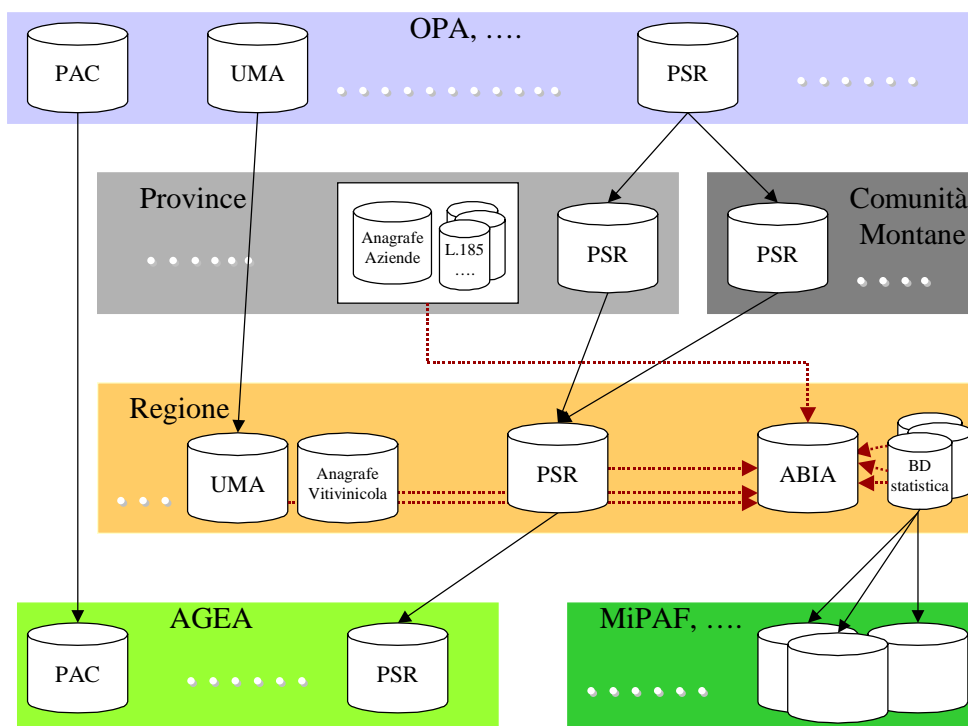 OPA, ....
PAC
UMA
PSR
Province
Anagrafe
Aziende
L.185
....
PSR
PSR
Comunità
Montane
Regione
UMA
Anagrafe
Vitivinicola
PSR
ABIA
BD
statistica
AGEA
PAC
PSR
MiPAF, ....